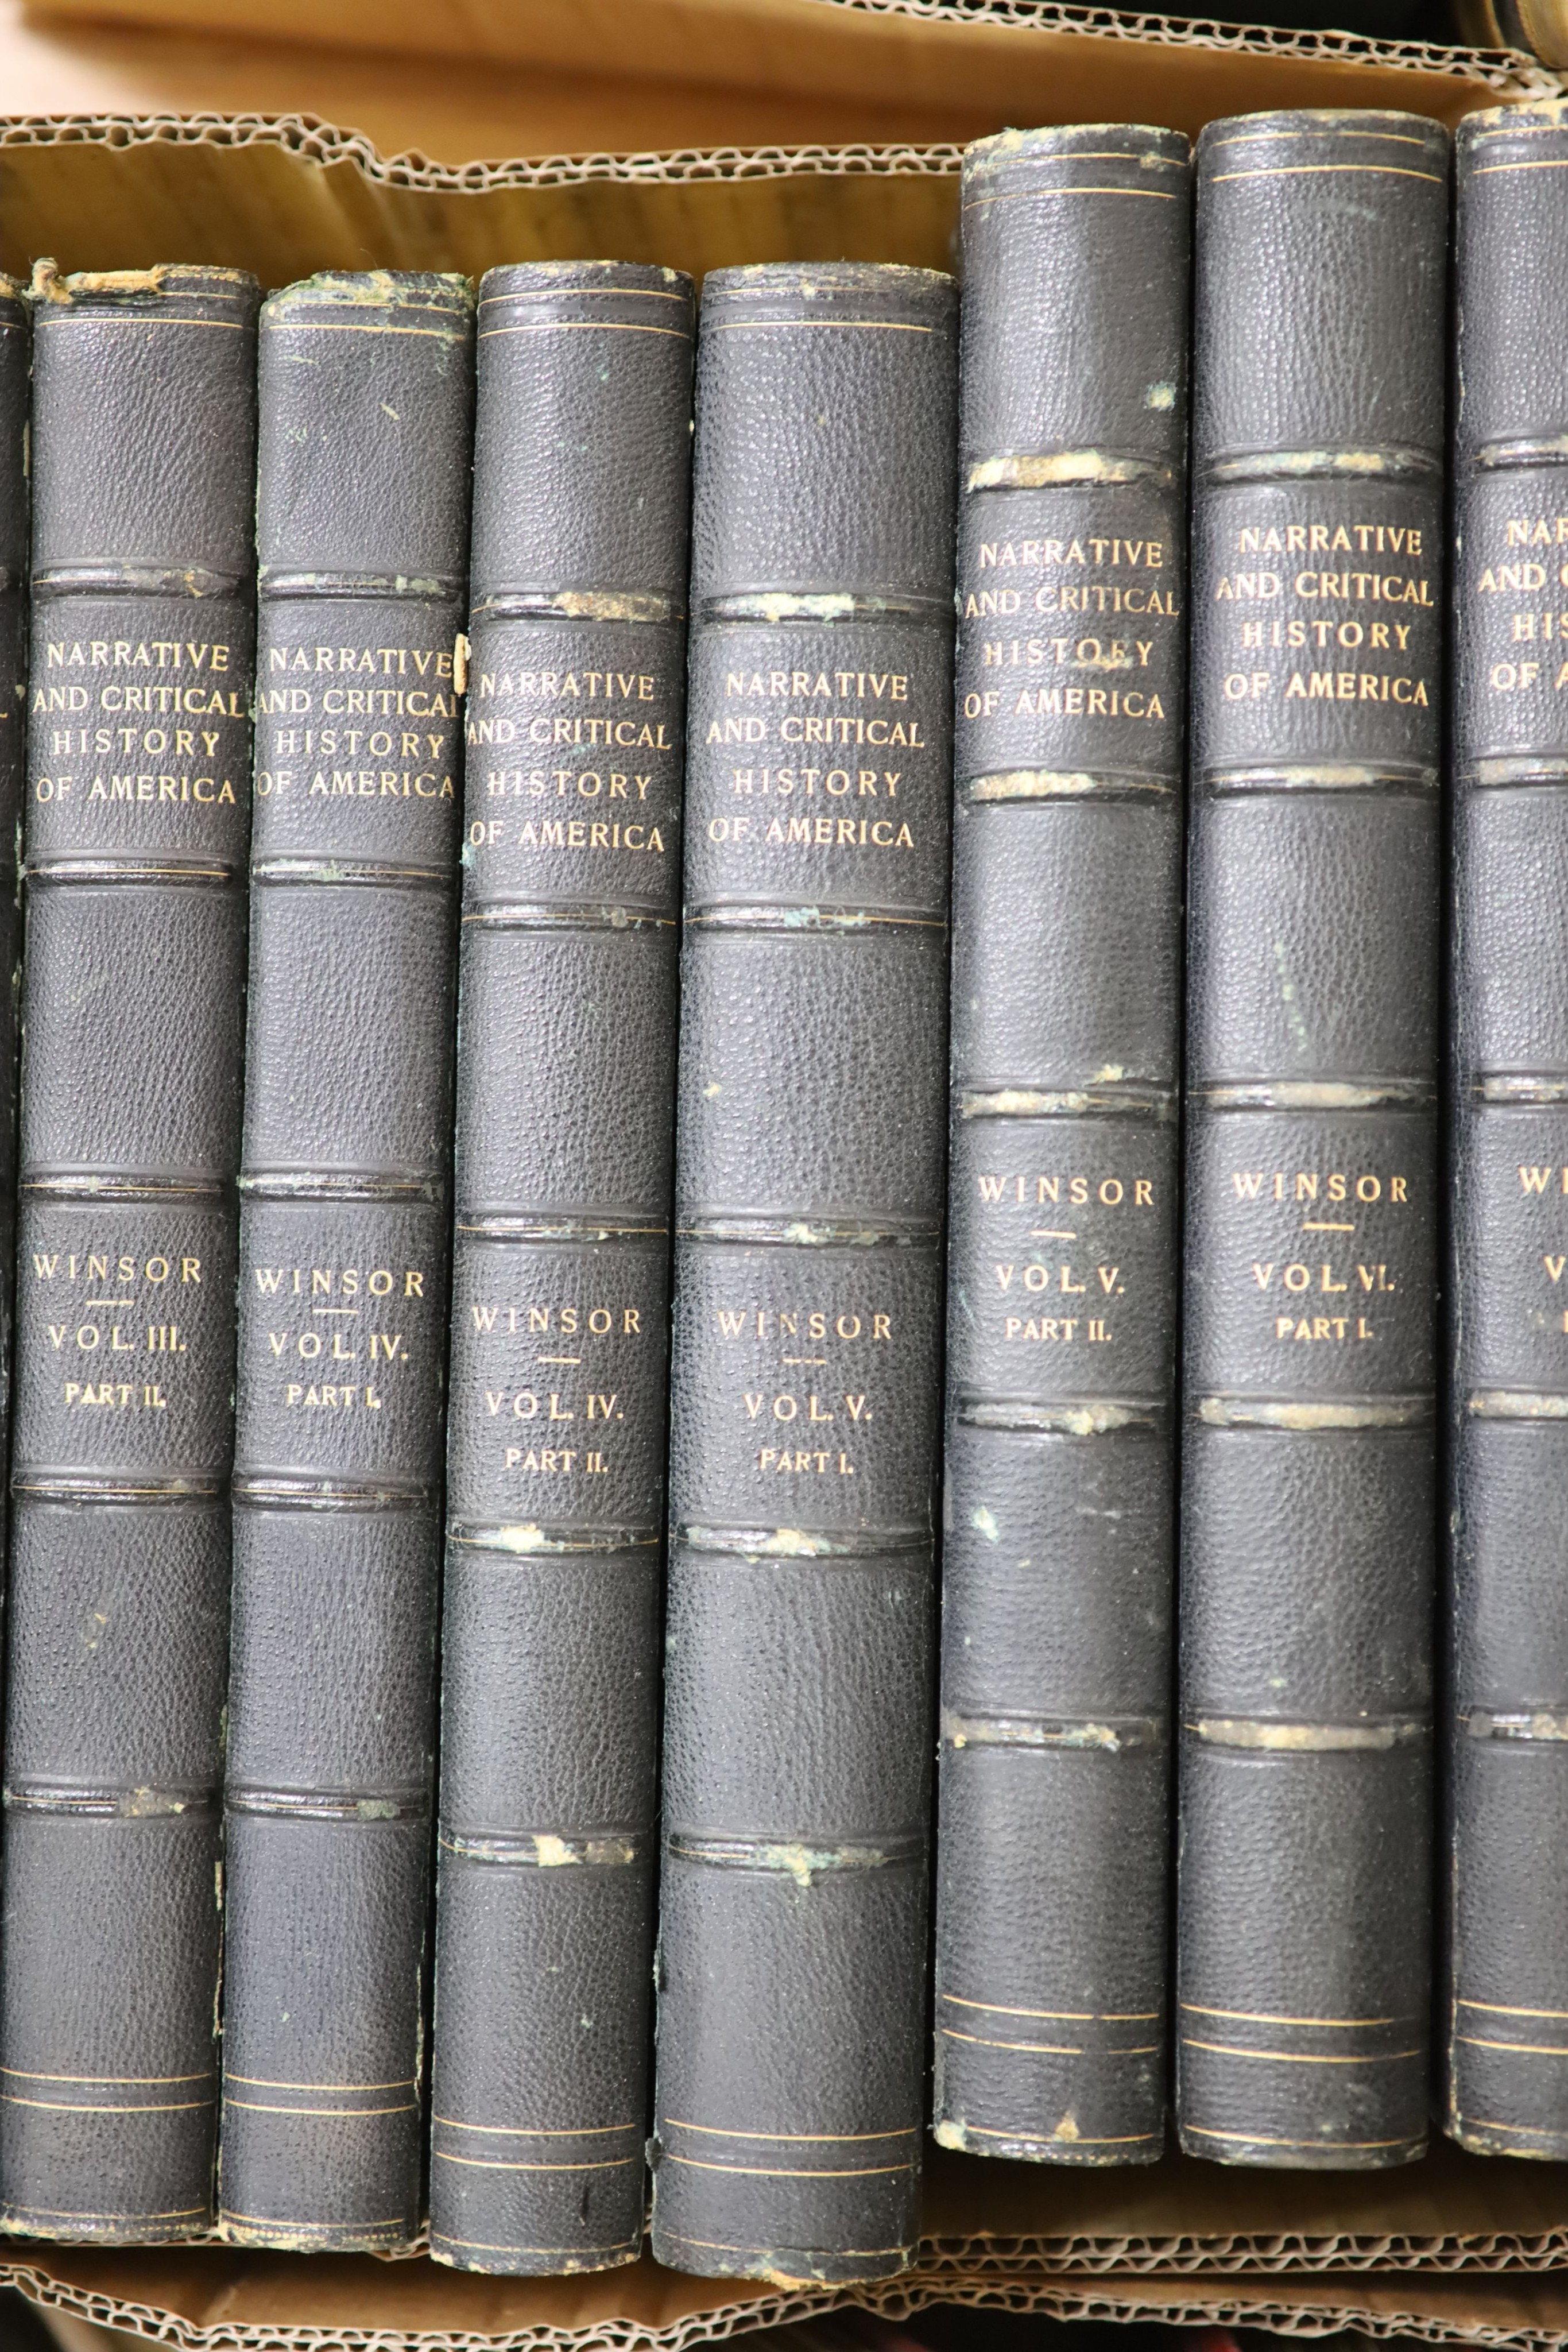 NARRATIVE
AND CRITICAL
HISTORY
OF AMERICA
WINSOR
VOL. III.
PART II.
NARRATIVE
AND CRITICAL
HISTORY
OF AMERICA
WINSOR
VOL. IV.
PART I.
NARRATIVE
AND CRITICAL
HISTORY
OF AMERICA
WINSOR
VOL. IV.
PART II.
NARRATIVE
AND CRITICAL
HISTORY
OF AMERICA
WINSOR
VOL. V.
PART I.
NARRATIVE
AND CRITICAL
HISTORY
OF AMERICA
WINSOR
VOL. V.
PART II.
NARRATIVE
AND CRITICAL
HISTORY
OF AMERICA
WINSOR
VOL. VI.
PART I.
AND
OF